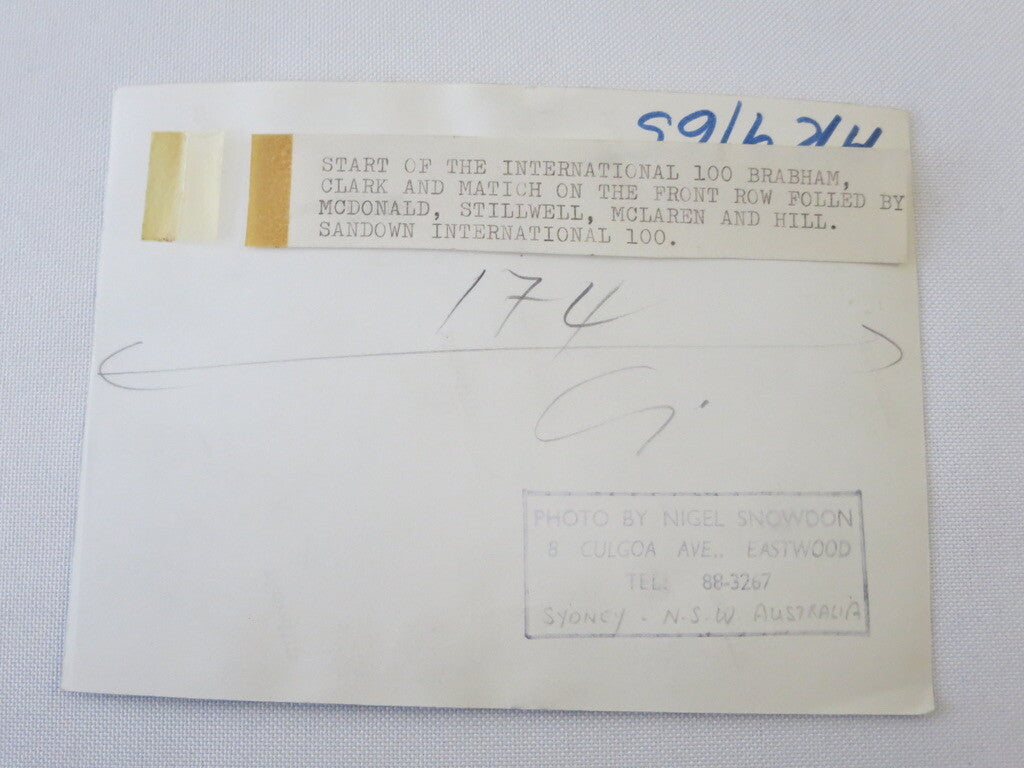 START OF THE INTERNATIONAL 100 BRABHAM,
CLARK AND MATICH ON THE FRONT ROW FOLLED BY
MCDONALD, STILLWELL, MCLAREN AND HILL.
SANDOWN INTERNATIONAL 100.
174
PHOTO BY NIGEL SNOWDON
8 CULGOA AVE., EASTWOOD
TEL: 88-3267
SYDNEY - N.S.W. AUSTRALIA